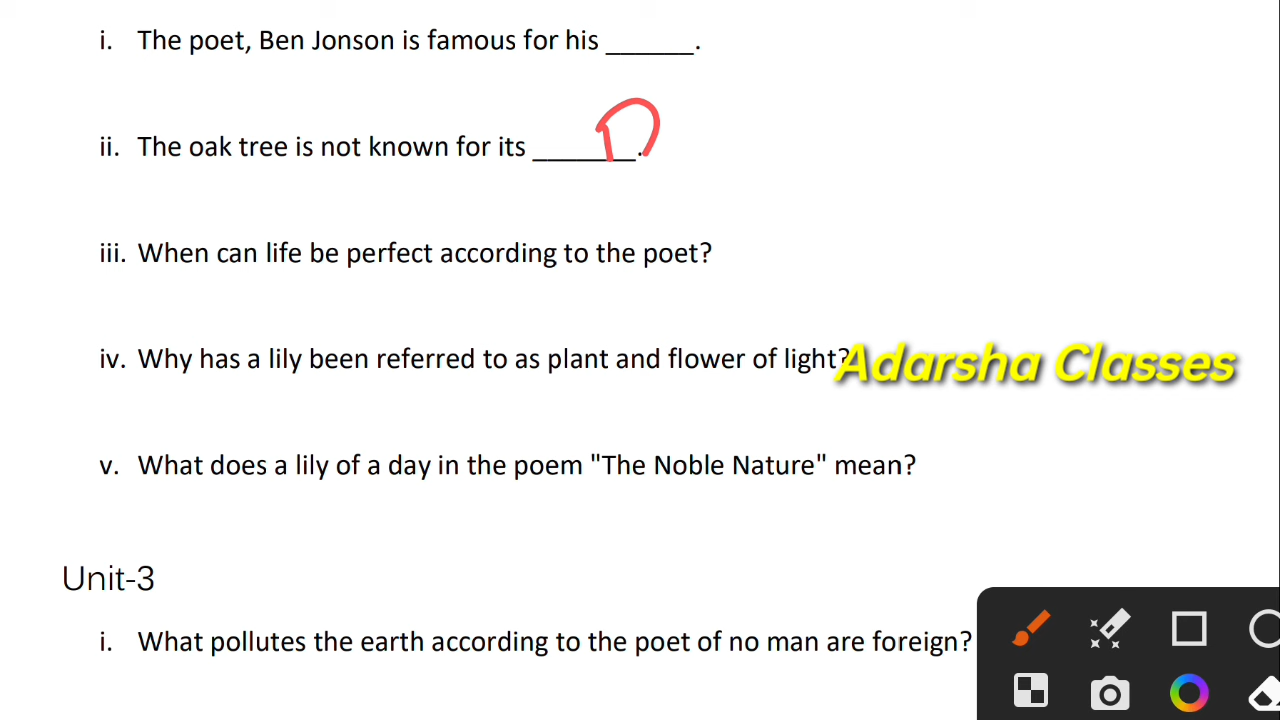 i. The poet, Ben Jonson is famous for his ______.
ii. The oak tree is not known for its _______.
iii. When can life be perfect according to the poet?
iv. Why has a lily been referred to as plant and flower of light?
Adarsha Classes
v. What does a lily of a day in the poem "The Noble Nature" mean?
Unit-3
i. What pollutes the earth according to the poet of no man are foreign?